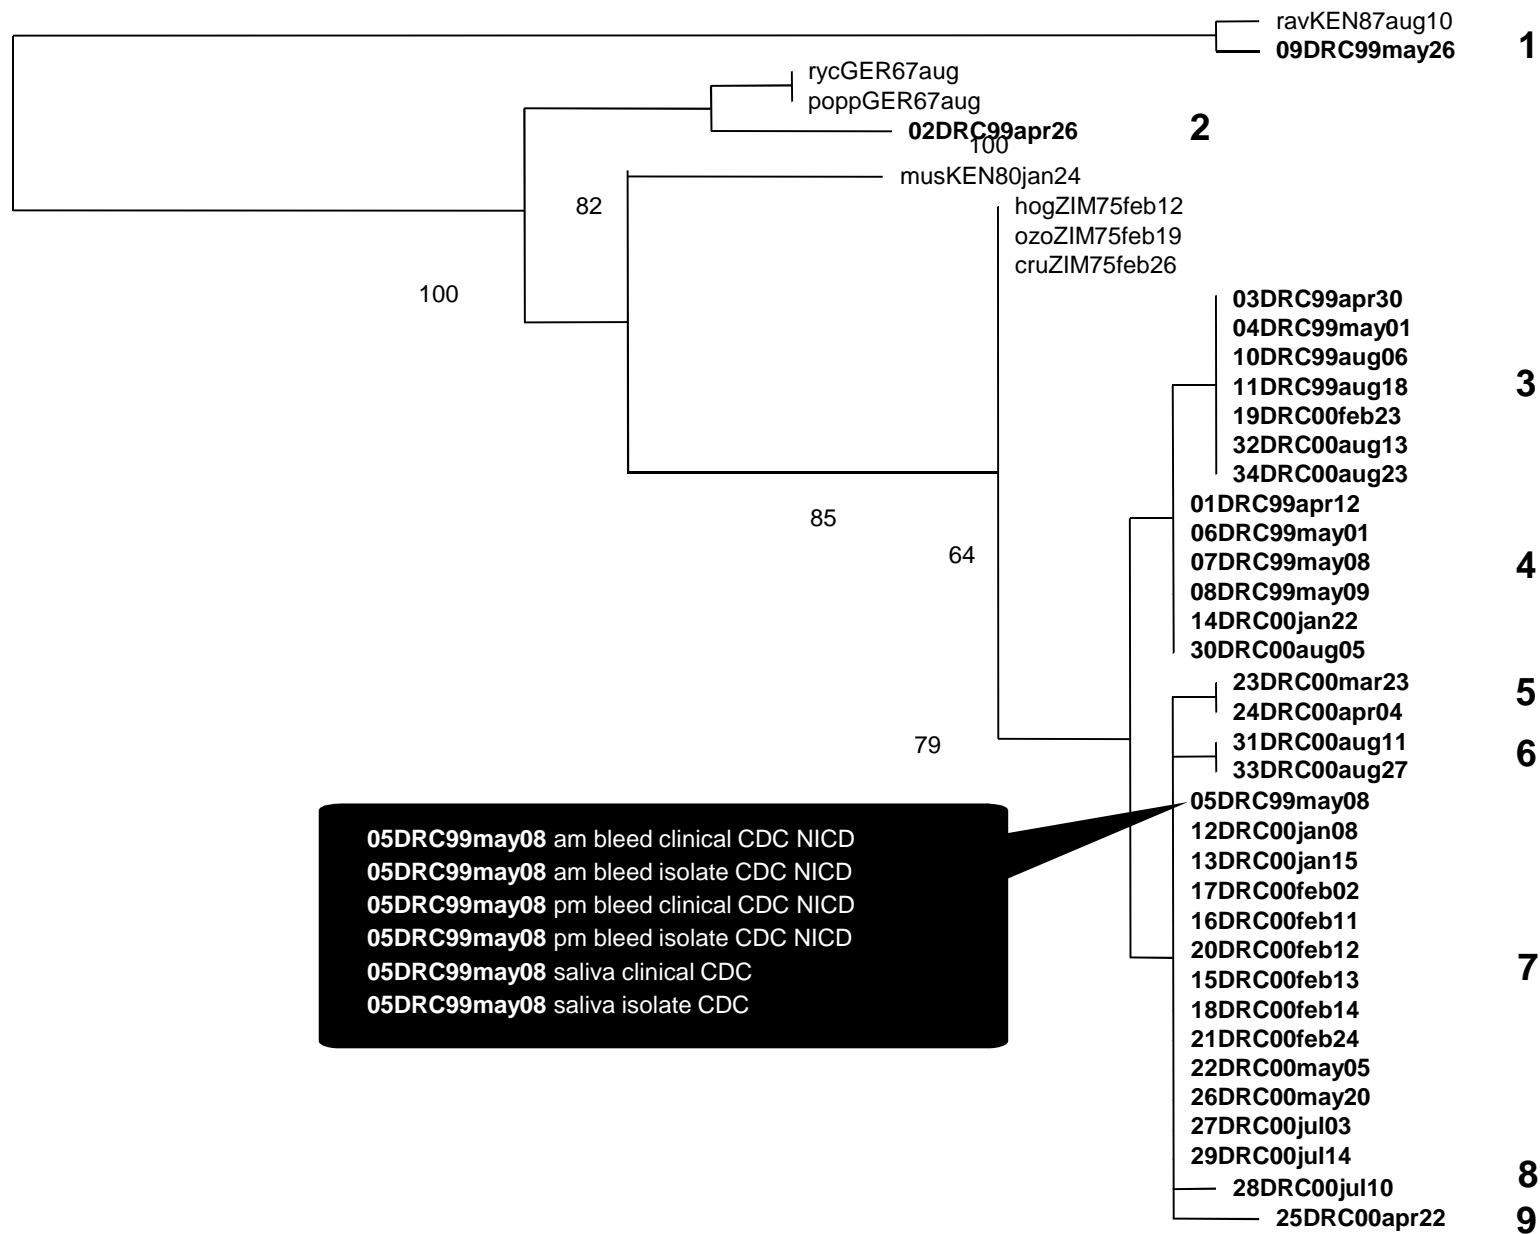 ravKEN87aug10
09DRC99may26
1
rycGER67aug
poppGER67aug
02DRC99apr26
2
100
musKEN80jan24
82
hogZIM75feb12
ozoZIM75feb19
cruZIM75feb26
100
03DRC99apr30
04DRC99may01
10DRC99aug06
11DRC99aug18
3
19DRC00feb23
32DRC00aug13
34DRC00aug23
01DRC99apr12
85
06DRC99may01
64
07DRC99may08
4
08DRC99may09
14DRC00jan22
30DRC00aug05
23DRC00mar23
5
24DRC00apr04
31DRC00aug11
79
6
33DRC00aug27
05DRC99may08
12DRC00jan08
13DRC00jan15
17DRC00feb02
16DRC00feb11
20DRC00feb12
7
15DRC00feb13
18DRC00feb14
21DRC00feb24
22DRC00may05
26DRC00may20
27DRC00jul03
29DRC00jul14
8
28DRC00jul10
25DRC00apr22
9
05DRC99may08 am bleed clinical CDC NICD
05DRC99may08 am bleed isolate CDC NICD
05DRC99may08 pm bleed clinical CDC NICD
05DRC99may08 pm bleed isolate CDC NICD
05DRC99may08 saliva clinical CDC
05DRC99may08 saliva isolate CDC